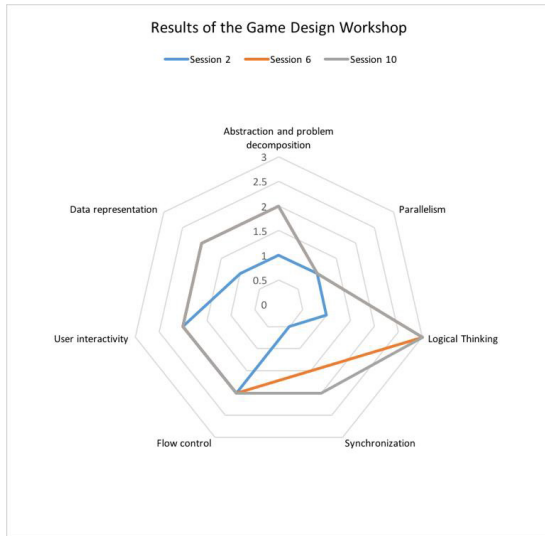 Results of the Game Design Workshop
Session 2 Session 6 Session 10
Abstraction and problem
decomposition
3
2.5
Data representation
2
Parallelism
1.5
1
0.5
0
User interactivity
Logical Thinking
Flow control
Synchronization